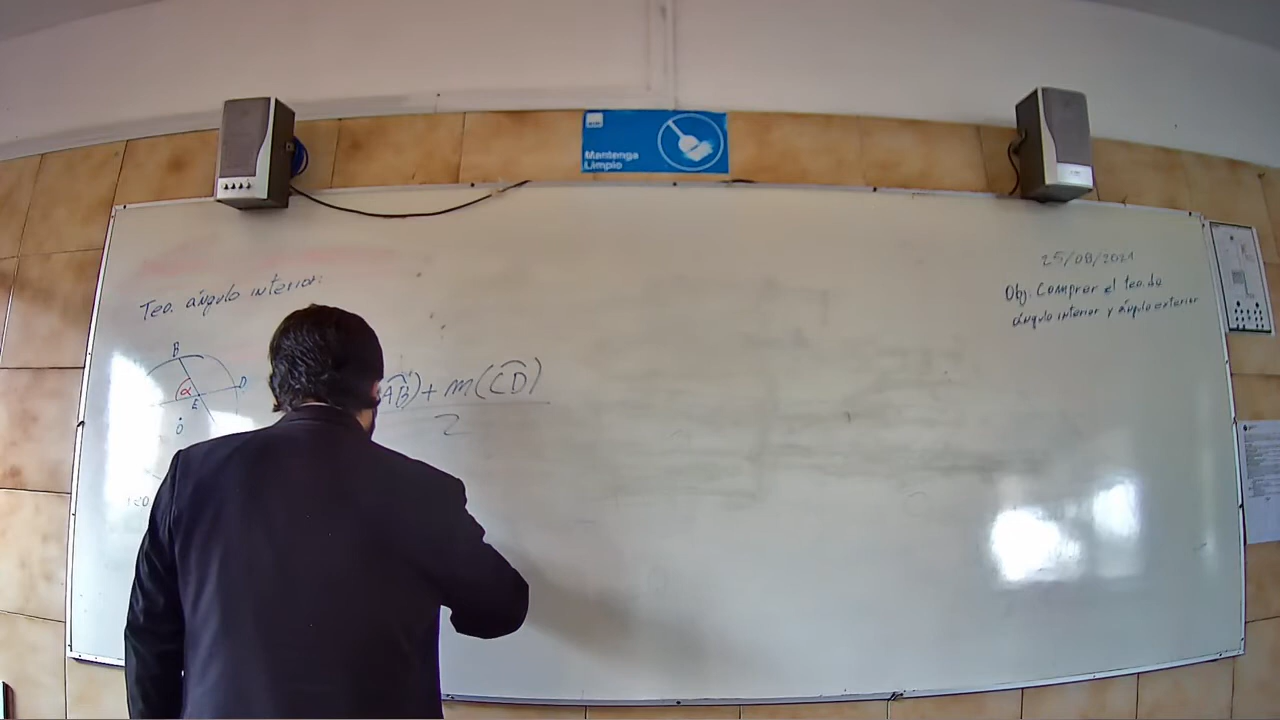 Mantenga
Limpio
25/08/2021
Obj: Comprar el teo. de
ángulo interior y ángulo exterior
Teo. ángulo interior:
B
α
D
E
O
AB) + m(CD)
2